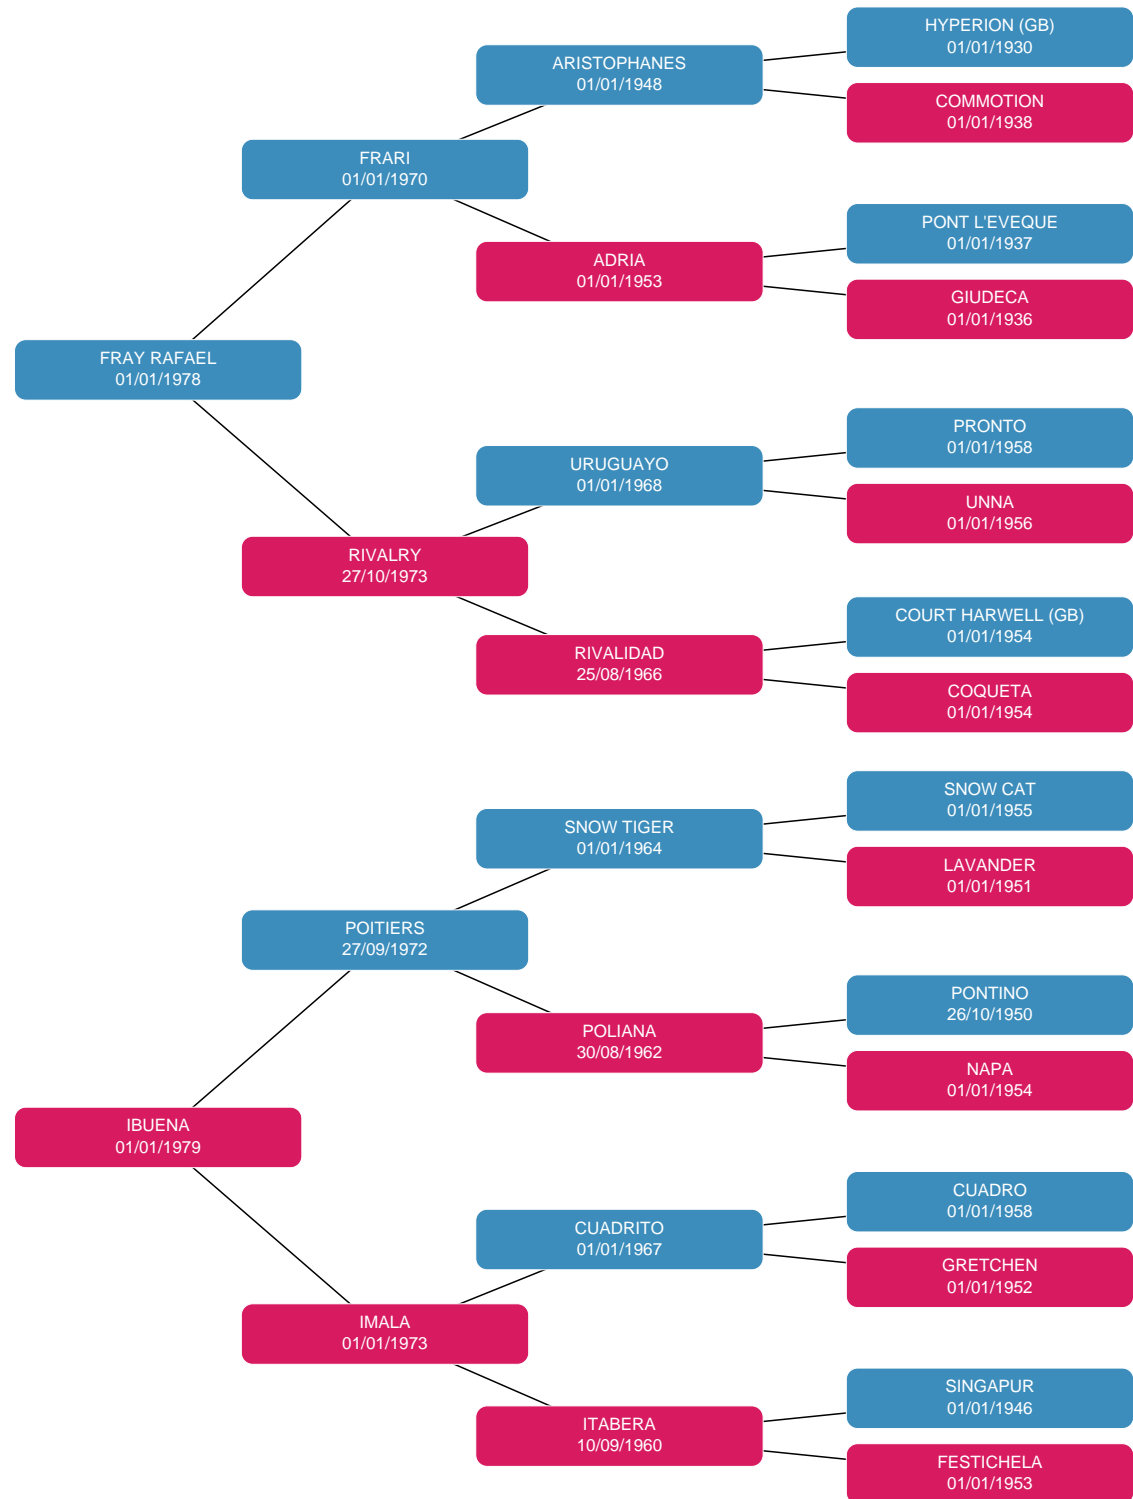 HYPERION (GB)
01/01/1930
ARISTOPHANES
01/01/1948
COMMOTION
01/01/1938
FRARI
01/01/1970
PONT L'EVEQUE
01/01/1937
ADRIA
01/01/1953
GIUDECA
01/01/1936
FRAY RAFAEL
01/01/1978
PRONTO
01/01/1958
URUGUAYO
01/01/1968
UNNA
01/01/1956
RIVALRY
27/10/1973
COURT HARWELL (GB)
01/01/1954
RIVALIDAD
25/08/1966
COQUETA
01/01/1954
SNOW CAT
01/01/1955
SNOW TIGER
01/01/1964
LAVANDER
01/01/1951
POITIERS
27/09/1972
PONTINO
26/10/1950
POLIANA
30/08/1962
NAPA
01/01/1954
IBUENA
01/01/1979
CUADRO
01/01/1958
CUADRITO
01/01/1967
GRETCHEN
01/01/1952
IMALA
01/01/1973
SINGAPUR
01/01/1946
ITABERA
10/09/1960
FESTICHELA
01/01/1953